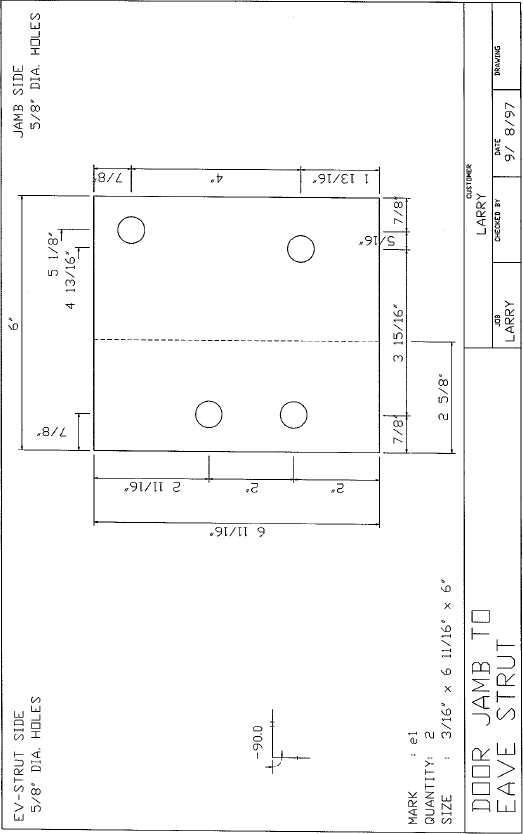 EV-STRUT SIDE
5/8" DIA. HOLES
JAMB SIDE
5/8" DIA. HOLES
6"
7/8"
5 1/8"
4 13/16"
7/8"
4"
1 13/16"
2 11/16"
2"
2"
6 11/16"
7/8"
3 15/16"
5/16"
7/8"
2 5/8"
-90.0
MARK : e1
QUANTITY: 2
SIZE : 3/16" x 6 11/16" x 6"
DOOR JAMB TO
EAVE STRUT
CUSTOMER
LARRY
JOB
LARRY
CHECKED BY
DATE
9/ 8/97
DRAWING